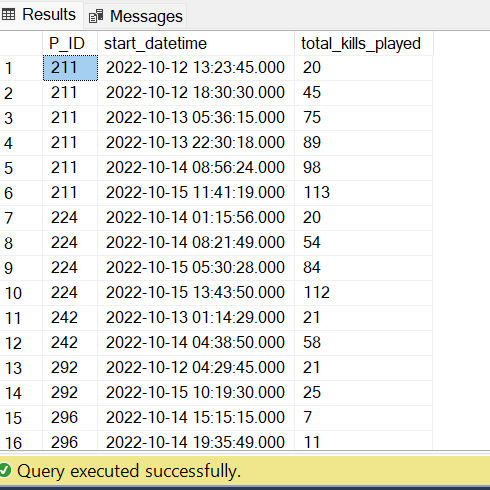 Results Messages
P_ID start_datetime total_kills_played
1 211 2022-10-12 13:23:45.000 20
2 211 2022-10-12 18:30:30.000 45
3 211 2022-10-13 05:36:15.000 75
4 211 2022-10-13 22:30:18.000 89
5 211 2022-10-14 08:56:24.000 98
6 211 2022-10-15 11:41:19.000 113
7 224 2022-10-14 01:15:56.000 20
8 224 2022-10-14 08:21:49.000 54
9 224 2022-10-15 05:30:28.000 84
10 224 2022-10-15 13:43:50.000 112
11 242 2022-10-13 01:14:29.000 21
12 242 2022-10-14 04:38:50.000 58
13 292 2022-10-12 04:29:45.000 21
14 292 2022-10-15 10:19:30.000 25
15 296 2022-10-14 15:15:15.000 7
16 296 2022-10-14 19:35:49.000 11
Query executed successfully.